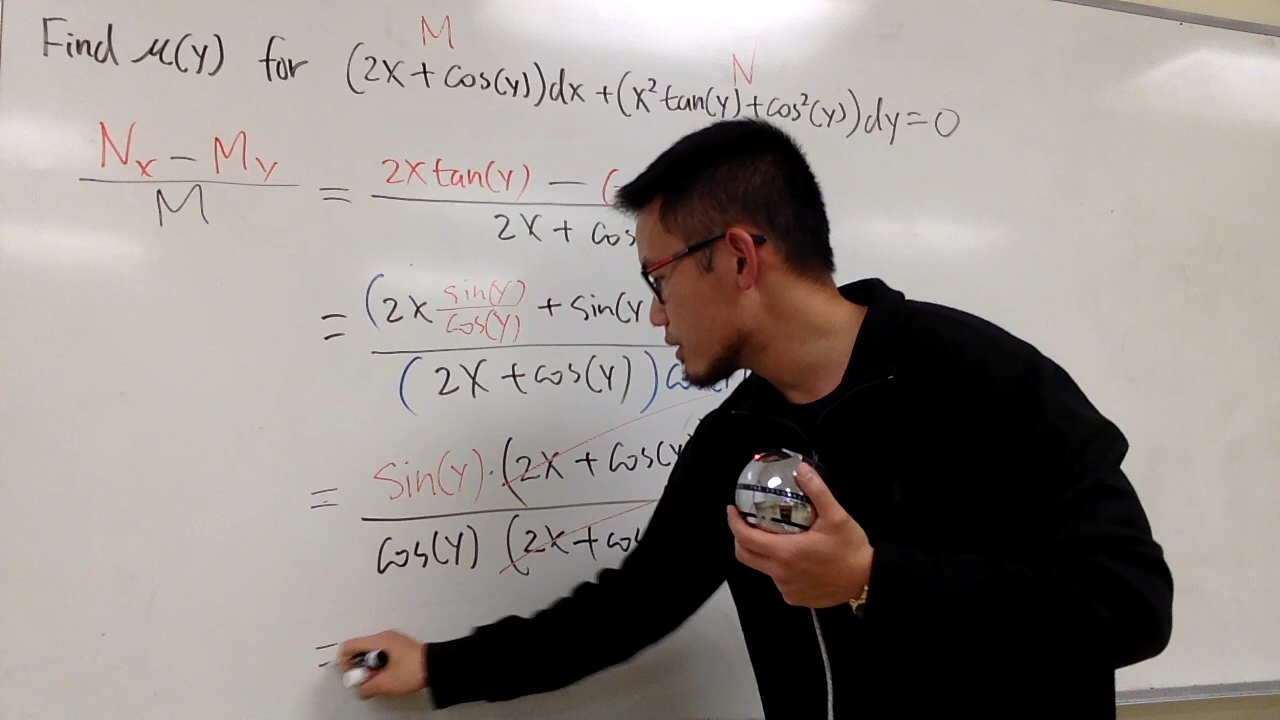 M N
Find μ(y) for (2x + cos(y))dx + (x² tan(y) + cos²(y))dy = 0
(Nx − My)/M = (2x tan(y) − (
2x + cos
= (2x sin(y)/cos(y) + sin(y
(2x + cos(y))
= sin(y)·(2x + cos(y)
cos(y) (2x + cos
=